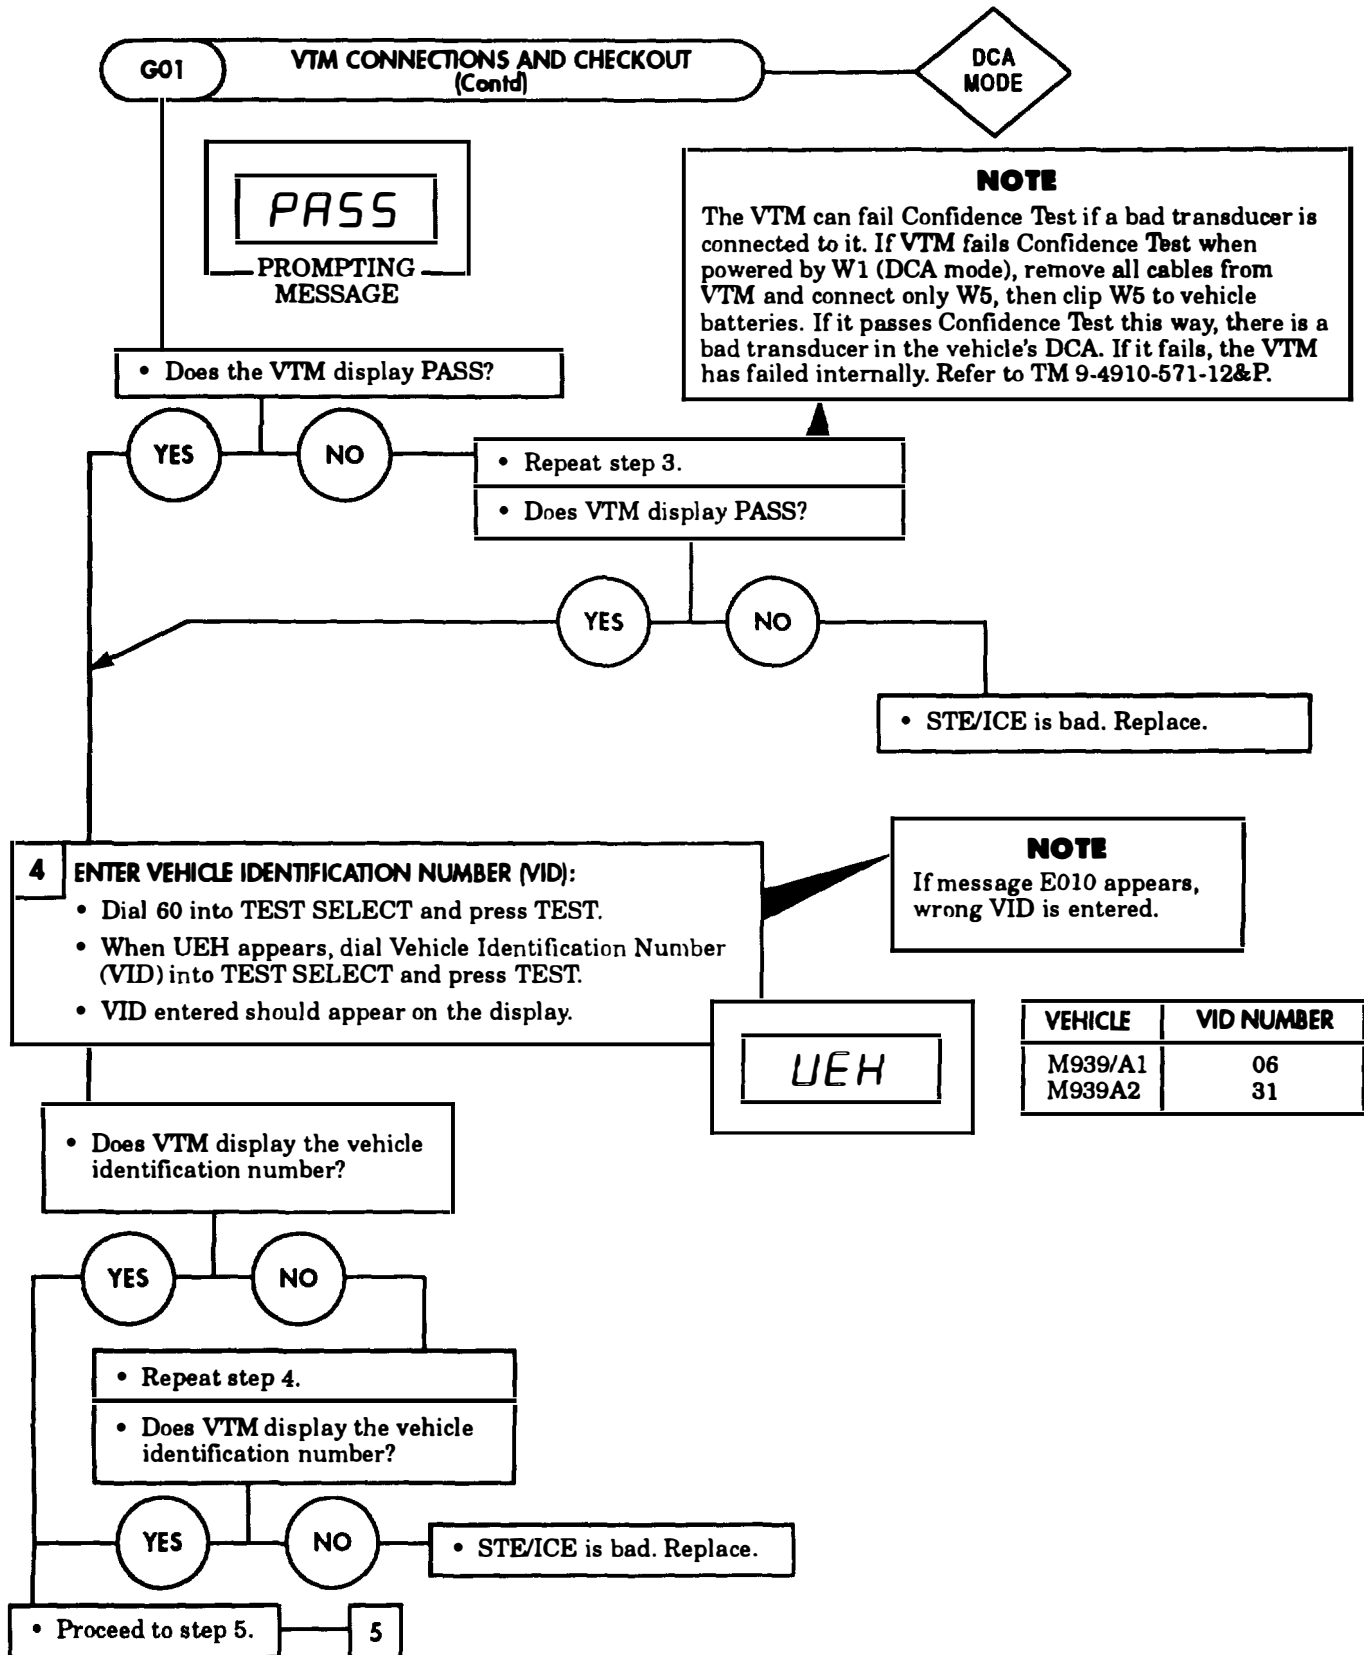 G01
VTM CONNECTIONS AND CHECKOUT
(Contd)
DCA
MODE
PASS
PROMPTING
MESSAGE
NOTE
The VTM can fail Confidence Test if a bad transducer is
connected to it. If VTM fails Confidence Test when
powered by W1 (DCA mode), remove all cables from
VTM and connect only W5, then clip W5 to vehicle
batteries. If it passes Confidence Test this way, there is a
bad transducer in the vehicle's DCA. If it fails, the VTM
has failed internally. Refer to TM 9-4910-571-12&P.
• Does the VTM display PASS?
YES
NO
• Repeat step 3.
• Does VTM display PASS?
YES
NO
• STE/ICE is bad. Replace.
4 ENTER VEHICLE IDENTIFICATION NUMBER (VID):
• Dial 60 into TEST SELECT and press TEST.
• When UEH appears, dial Vehicle Identification Number
(VID) into TEST SELECT and press TEST.
• VID entered should appear on the display.
NOTE
If message E010 appears,
wrong VID is entered.
UEH
VEHICLE VID NUMBER
M939/A1 06
M939A2 31
• Does VTM display the vehicle
identification number?
YES
NO
• Repeat step 4.
• Does VTM display the vehicle
identification number?
YES
NO
• STE/ICE is bad. Replace.
• Proceed to step 5.
5